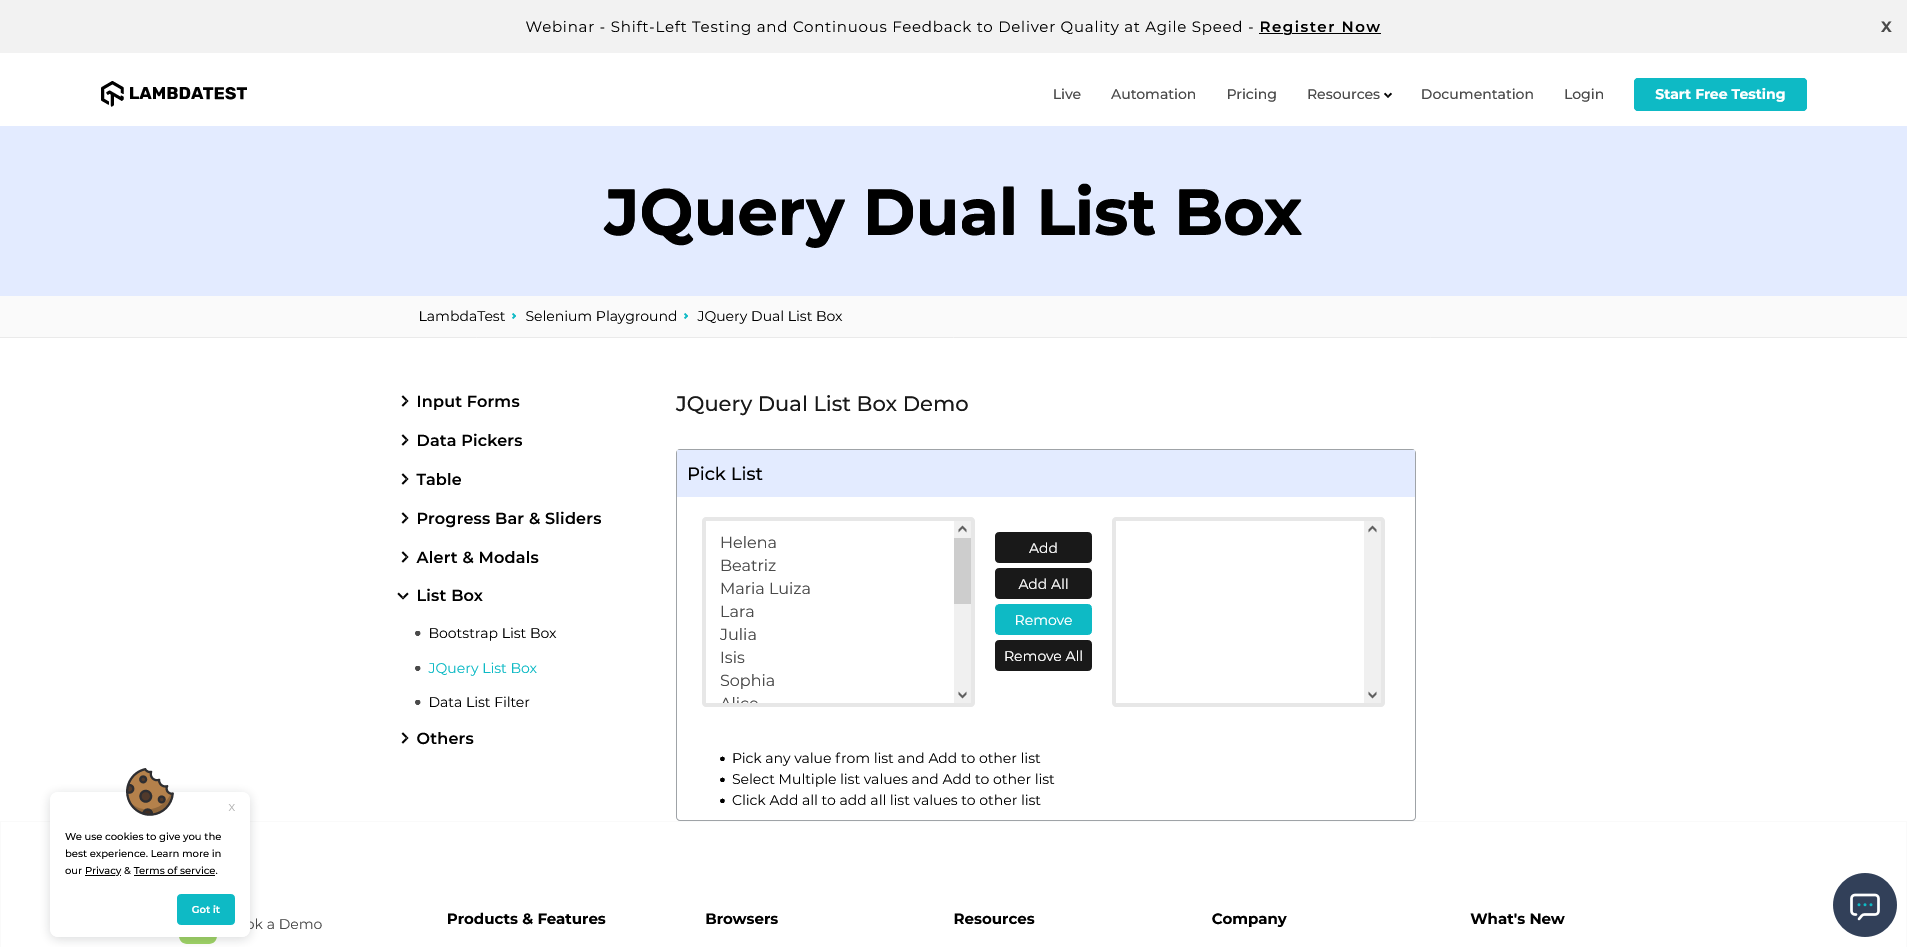 Webinar - Shift-Left Testing and Continuous Feedback to Deliver Quality at Agile Speed - Register Now
X
LAMBDATEST
Live
Automation
Pricing
Resources
Documentation
Login
Start Free Testing
JQuery Dual List Box
LambdaTest
Selenium Playground
JQuery Dual List Box
Input Forms
Data Pickers
Table
Progress Bar & Sliders
Alert & Modals
List Box
Bootstrap List Box
JQuery List Box
Data List Filter
Others
JQuery Dual List Box Demo
Pick List
Helena
Beatriz
Maria Luiza
Lara
Julia
Isis
Sophia
Alice
Add
Add All
Remove
Remove All
Pick any value from list and Add to other list
Select Multiple list values and Add to other list
Click Add all to add all list values to other list
x
We use cookies to give you the
best experience. Learn more in
our Privacy & Terms of service.
Got it
a Demo
Products & Features
Browsers
Resources
Company
What's New